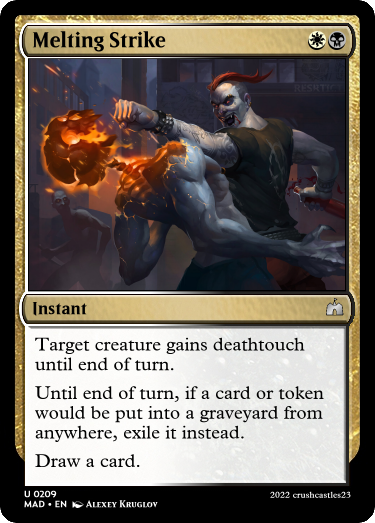 Melting Strike
Instant
Target creature gains deathtouch
until end of turn.
Until end of turn, if a card or token
would be put into a graveyard from
anywhere, exile it instead.
Draw a card.
U 0209
MAD • EN ALEXEY KRUGLOV
2022 crushcastles23